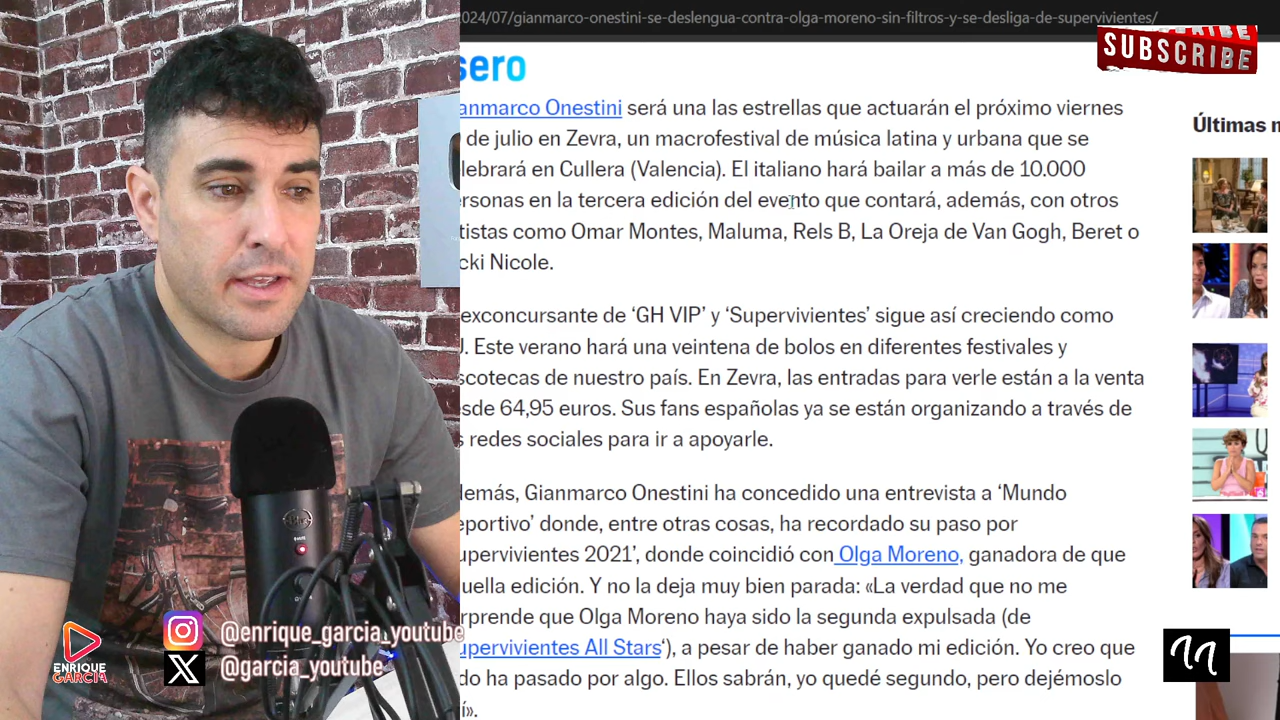 024/07/gianmarco-onestini-se-deslengua-contra-olga-moreno-sin-filtros-y-se-desliga-de-supervivientes/
SUBSCRIBE
SUBSCRIBE
sero
anmarco Onestini será una las estrellas que actuarán el próximo viernes
de julio en Zevra, un macrofestival de música latina y urbana que se
lebrará en Cullera (Valencia). El italiano hará bailar a más de 10.000
ersonas en la tercera edición del evento que contará, además, con otros
tistas como Omar Montes, Maluma, Rels B, La Oreja de Van Gogh, Beret o
cki Nicole.
exconcursante de ‘GH VIP’ y ‘Supervivientes’ sigue así creciendo como
J. Este verano hará una veintena de bolos en diferentes festivales y
scotecas de nuestro país. En Zevra, las entradas para verle están a la venta
sde 64,95 euros. Sus fans españolas ya se están organizando a través de
s redes sociales para ir a apoyarle.
demás, Gianmarco Onestini ha concedido una entrevista a ‘Mundo
eportivo’ donde, entre otras cosas, ha recordado su paso por
upervivientes 2021’, donde coincidió con Olga Moreno, ganadora de que
uella edición. Y no la deja muy bien parada: «La verdad que no me
rprende que Olga Moreno haya sido la segunda expulsada (de
upervivientes All Stars‘), a pesar de haber ganado mi edición. Yo creo que
do ha pasado por algo. Ellos sabrán, yo quedé segundo, pero dejémoslo
í».
Últimas n
ENRIQUE
GARCIA
@enrique_garcia_youtube
@garcia_youtube